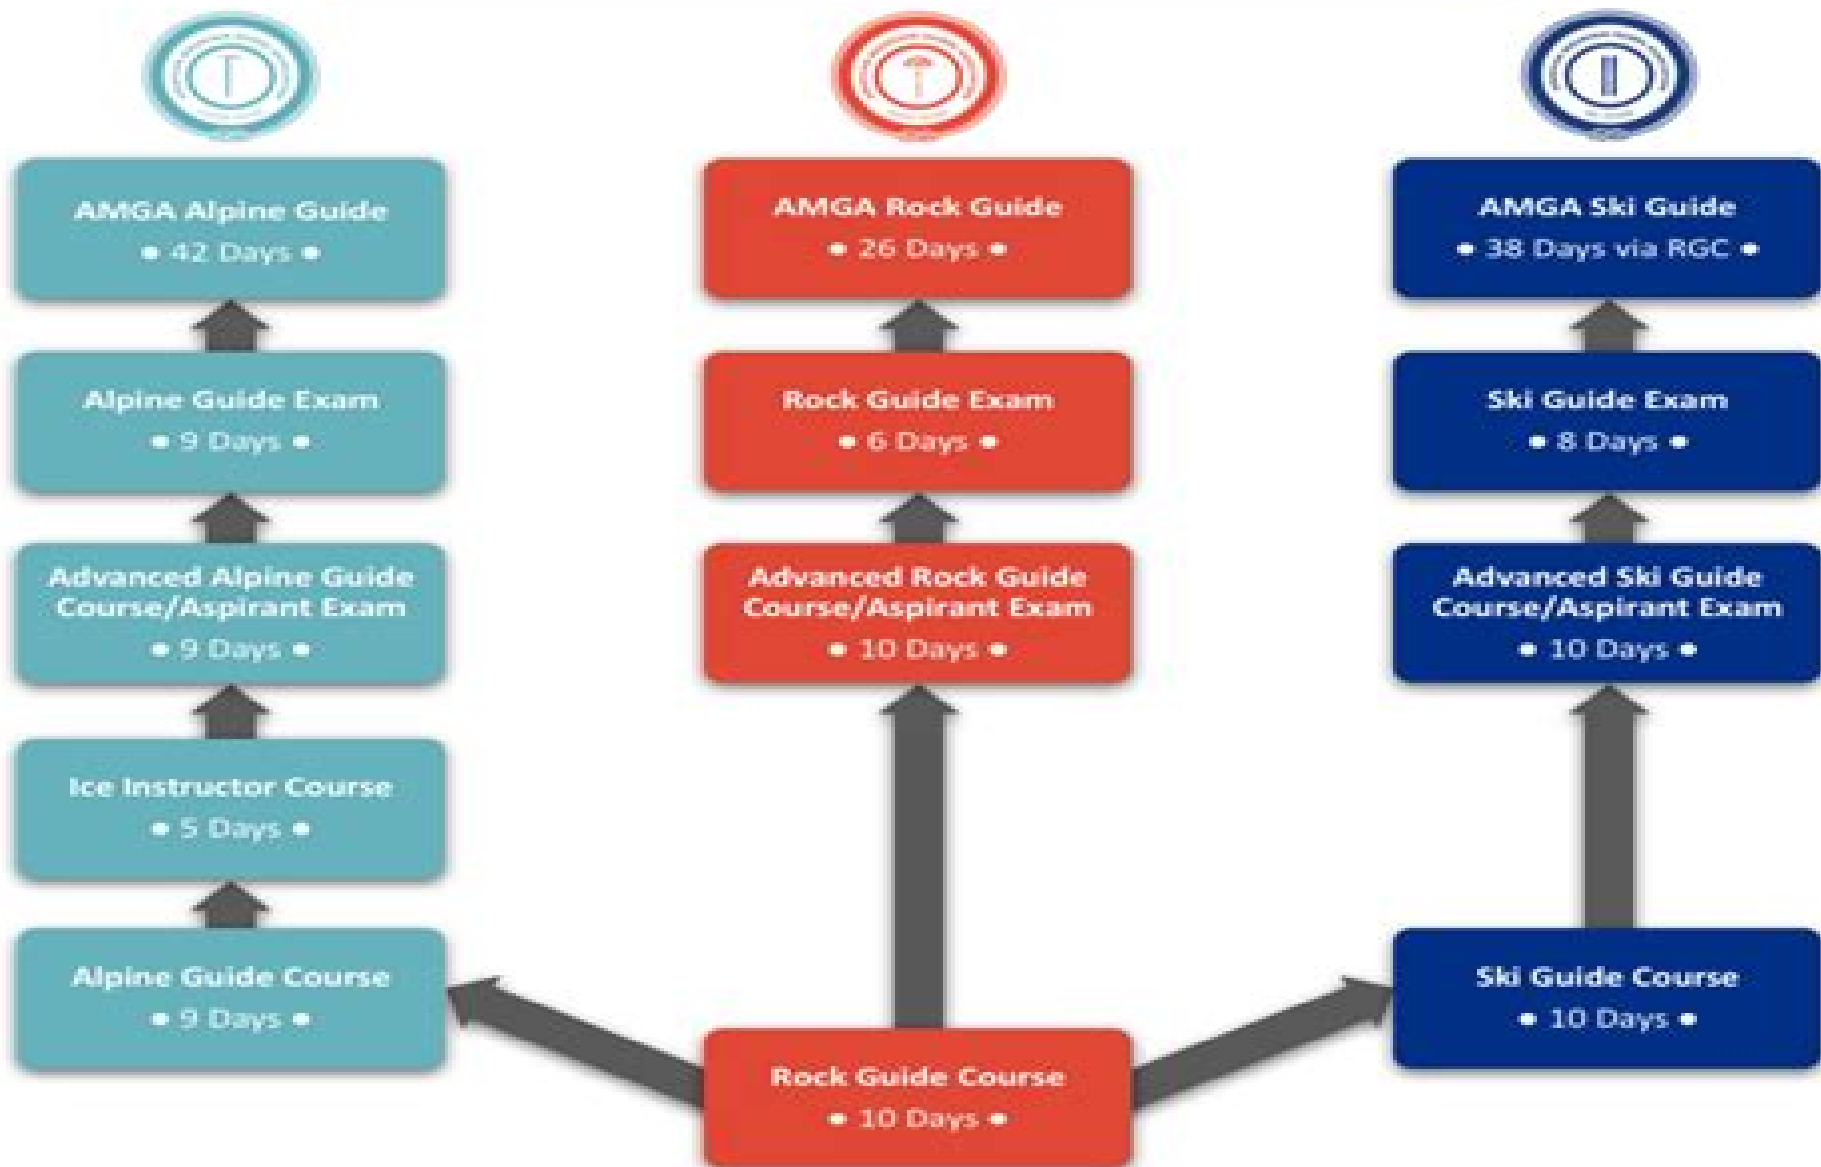 AMGA Alpine Guide
• 42 Days •
Alpine Guide Exam
• 9 Days •
Advanced Alpine Guide
Course/Aspirant Exam
• 9 Days •
Ice Instructor Course
• 5 Days •
Alpine Guide Course
• 9 Days •
AMGA Rock Guide
• 26 Days •
Rock Guide Exam
• 6 Days •
Advanced Rock Guide
Course/Aspirant Exam
• 10 Days •
Rock Guide Course
• 10 Days •
AMGA Ski Guide
• 38 Days via RGC •
Ski Guide Exam
• 8 Days •
Advanced Ski Guide
Course/Aspirant Exam
• 10 Days •
Ski Guide Course
• 10 Days •